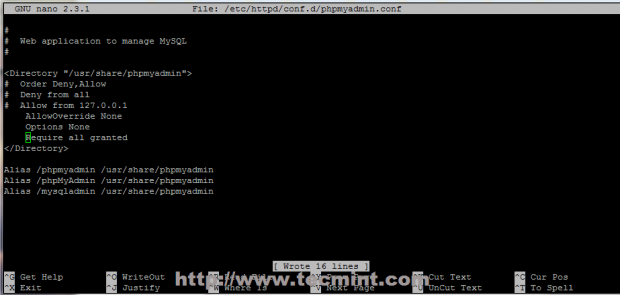 GNU nano 2.3.1 File: /etc/httpd/conf.d/phpmyadmin.conf
#
# Web application to manage MySQL
#
<Directory "/usr/share/phpmyadmin">
# Order Deny,Allow
# Deny from all
# Allow from 127.0.0.1
AllowOverride None
Options None
Require all granted
</Directory>
Alias /phpmyadmin /usr/share/phpmyadmin
Alias /phpMyAdmin /usr/share/phpmyadmin
Alias /mysqladmin /usr/share/phpmyadmin
[ Wrote 16 lines ]
^G Get Help ^O WriteOut Cut Text ^C Cur Pos
^X Exit ^J Justify ^W Where Is ^V Next Page ^U UnCut Text ^T To Spell
http://www.tecmint.com